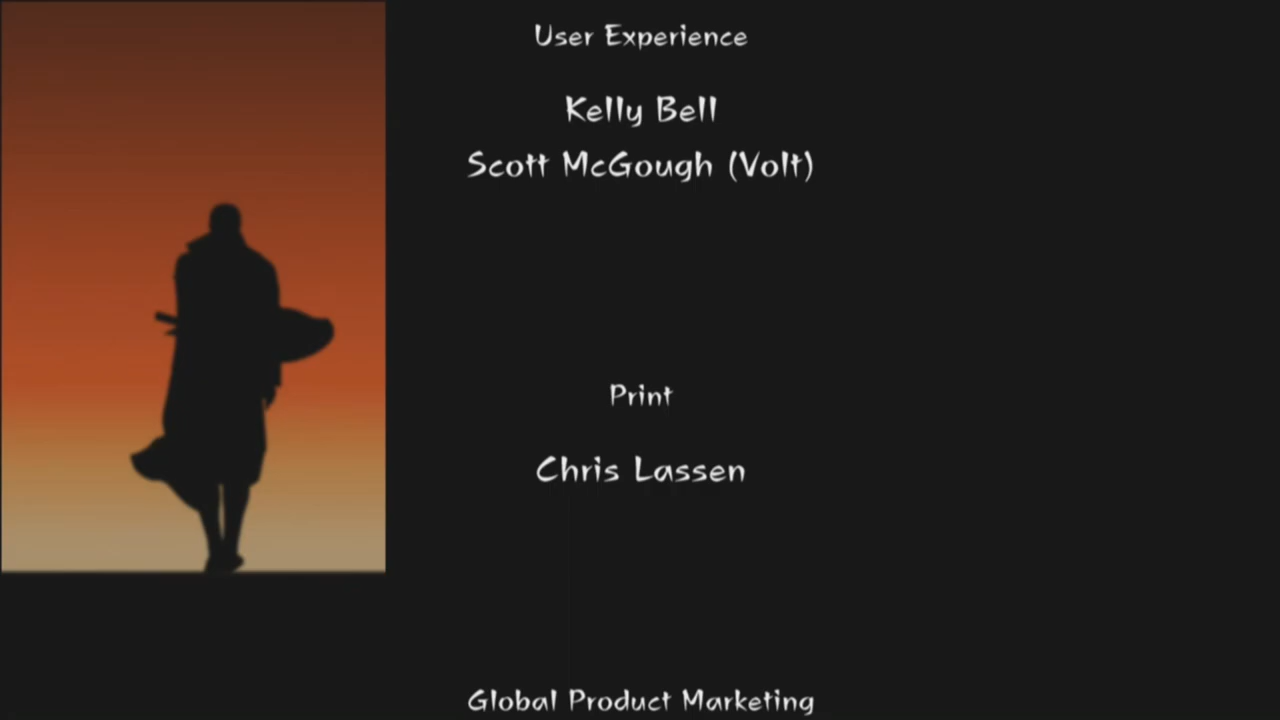 User Experience
Kelly Bell
Scott McGough (Volt)
Print
Chris Lassen
Global Product Marketing